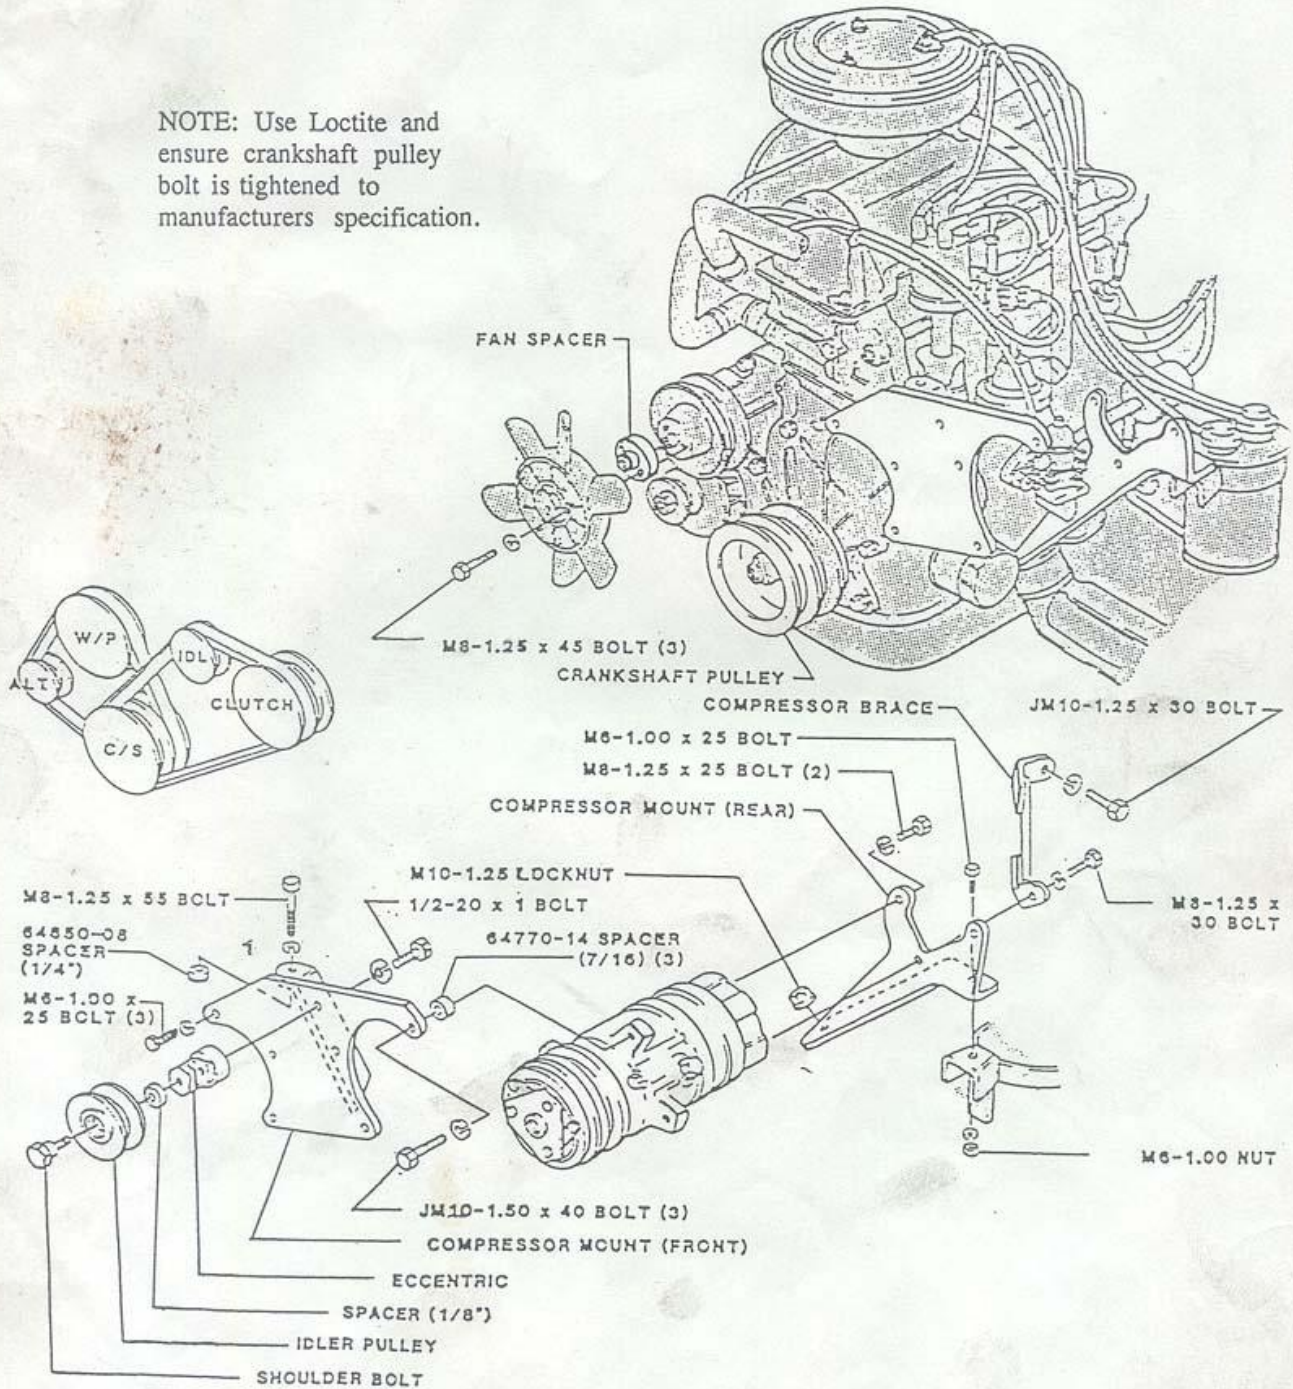 NOTE: Use Loctite and
ensure crankshaft pulley
bolt is tightened to
manufacturers specification.
FAN SPACER
M8-1.25 x 45 BOLT (3)
CRANKSHAFT PULLEY
W/P
IDL
ALT
CLUTCH
C/S
COMPRESSOR BRACE
JM10-1.25 x 30 BOLT
M6-1.00 x 25 BOLT
M8-1.25 x 25 BOLT (2)
COMPRESSOR MOUNT (REAR)
M10-1.25 LOCKNUT
1/2-20 x 1 BOLT
64770-14 SPACER
(7/16) (3)
M8-1.25 x
30 BOLT
M8-1.25 x 55 BOLT
64850-08
SPACER
(1/4")
M6-1.00 x
25 BOLT (3)
M6-1.00 NUT
JM10-1.50 x 40 BOLT (3)
COMPRESSOR MOUNT (FRONT)
ECCENTRIC
SPACER (1/8")
IDLER PULLEY
SHOULDER BOLT